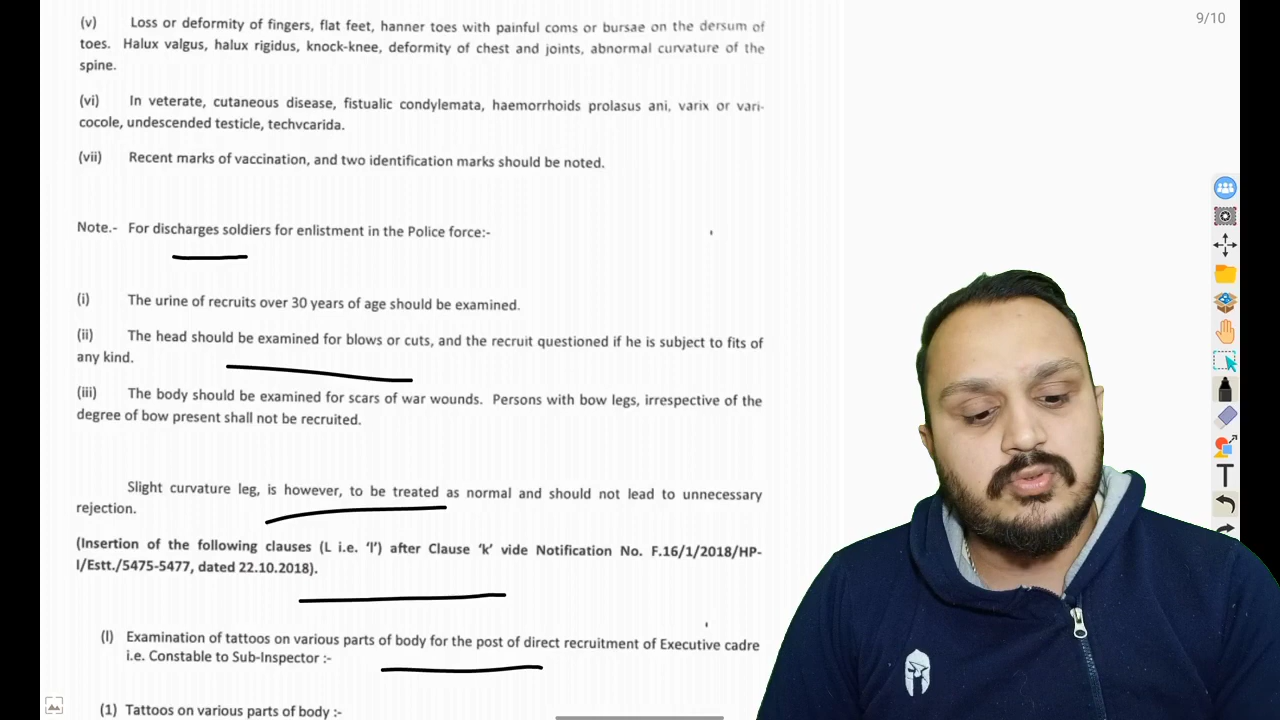 9/10
(v) Loss or deformity of fingers, flat feet, hanner toes with painful coms or bursae on the dersum of
toes. Halux valgus, halux rigidus, knock-knee, deformity of chest and joints, abnormal curvature of the
spine.
(vi) In veterate, cutaneous disease, fistualic condylemata, haemorrhoids prolasus ani, varix or vari-
cocole, undescended testicle, techvcarida.
(vii) Recent marks of vaccination, and two identification marks should be noted.
Note.- For discharges soldiers for enlistment in the Police force:-
(i) The urine of recruits over 30 years of age should be examined.
(ii) The head should be examined for blows or cuts, and the recruit questioned if he is subject to fits of
any kind.
(iii) The body should be examined for scars of war wounds. Persons with bow legs, irrespective of the
degree of bow present shall not be recruited.
Slight curvature leg, is however, to be treated as normal and should not lead to unnecessary
rejection.
(Insertion of the following clauses (L i.e. 'l') after Clause 'k' vide Notification No. F.16/1/2018/HP-
I/Estt./5475-5477, dated 22.10.2018).
(l) Examination of tattoos on various parts of body for the post of direct recruitment of Executive cadre
i.e. Constable to Sub-Inspector :-
(1) Tattoos on various parts of body :-
T